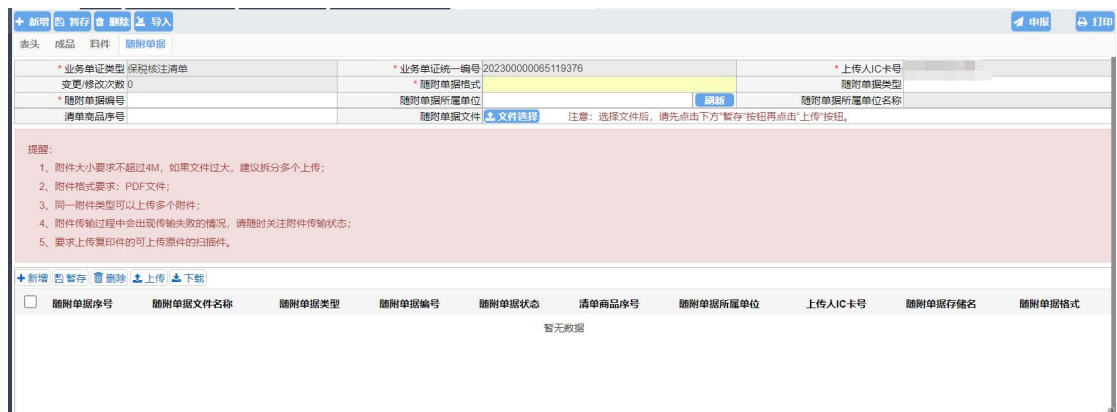 新增 暂存 删除 导入 申报 打印
表头 成品 料件 随附单据
* 业务单证类型 保税核注清单 * 业务单证统一编号 202300000065119376 * 上传人IC卡号
变更/修改次数 0 * 随附单据格式 随附单据类型
* 随附单据编号 随附单据所属单位 刷新 随附单据所属单位名称
清单商品序号 随附单据文件 文件选择 注意：选择文件后，请先点击下方“暂存”按钮再点击“上传”按钮。
提醒：
1、附件大小要求不超过4M，如果文件过大，建议拆分多个上传；
2、附件格式要求：PDF文件；
3、同一附件类型可以上传多个附件；
4、附件传输过程中会出现传输失败的情况，请随时关注附件传输状态；
5、要求上传复印件的可上传原件的扫描件。
新增 暂存 删除 上传 下载
随附单据序号 随附单据文件名称 随附单据类型 随附单据编号 随附单据状态 清单商品序号 随附单据所属单位 上传人IC卡号 随附单据存储名 随附单据格式
暂无数据